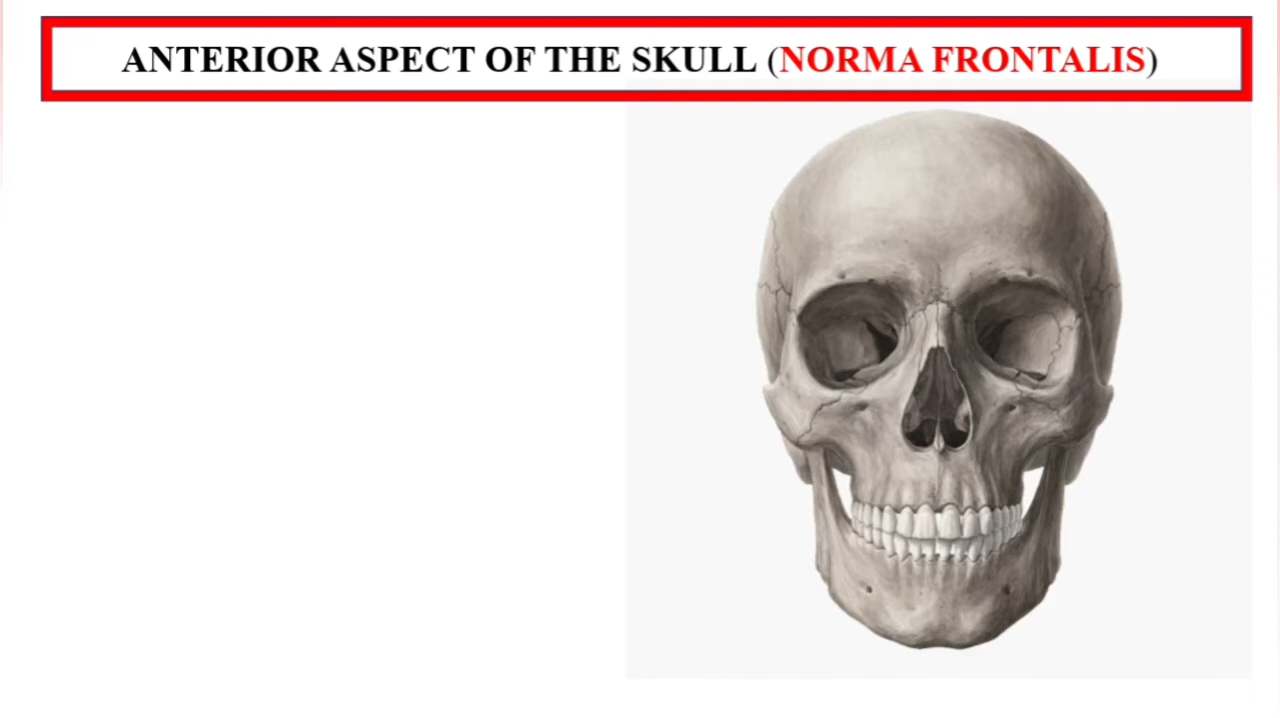 ANTERIOR ASPECT OF THE SKULL (NORMA FRONTALIS)